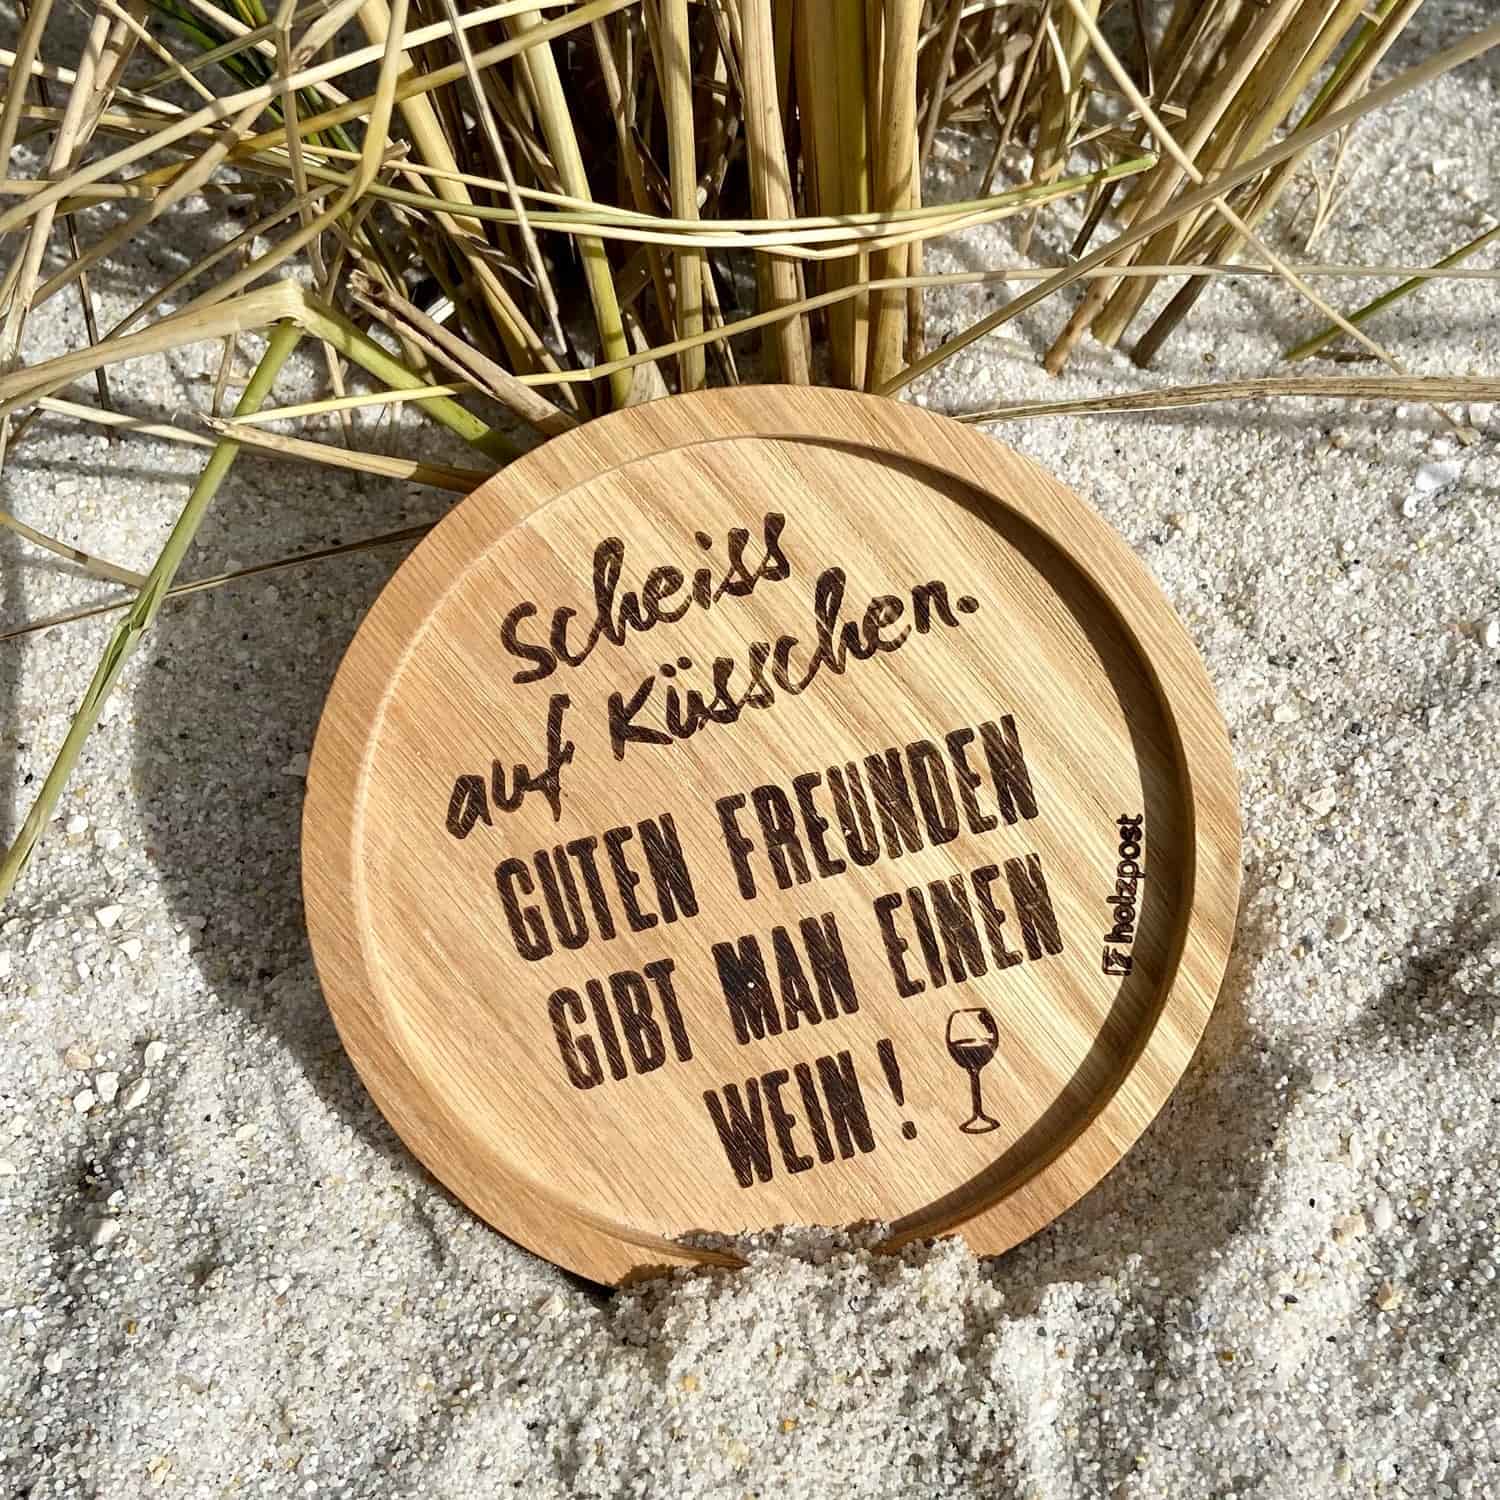 Scheiss
auf Küsschen.
GUTEN FREUNDEN
GIBT MAN EINEN
WEIN!
holzpost